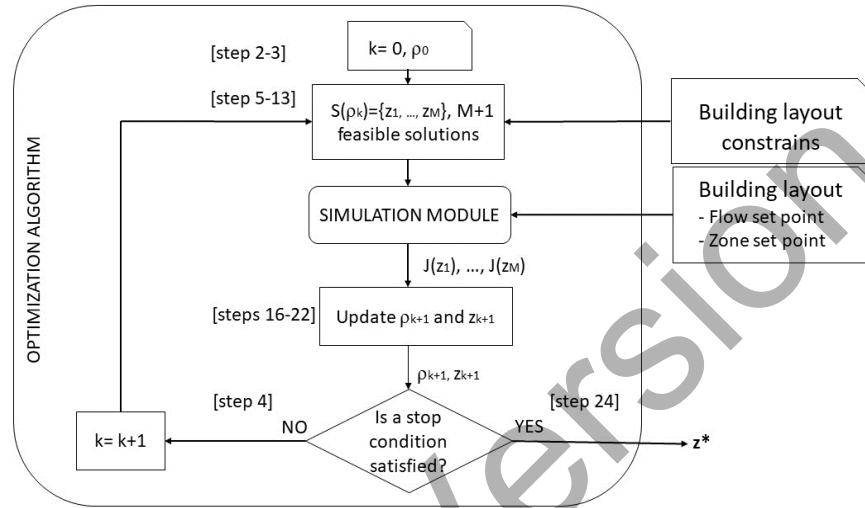 [step 2-3]
k= 0, ρ0
[step 5-13]
S(ρk)={z1, ..., zM}, M+1
feasible solutions
Building layout
constrains
SIMULATION MODULE
Building layout
- Flow set point
- Zone set point
J(z1), ..., J(zM)
[steps 16-22]
Update ρk+1 and zk+1
ρk+1, zk+1
[step 4]
[step 24]
NO
Is a stop
condition
satisfied?
YES
k= k+1
z*
OPTIMIZATION ALGORITHM
Version